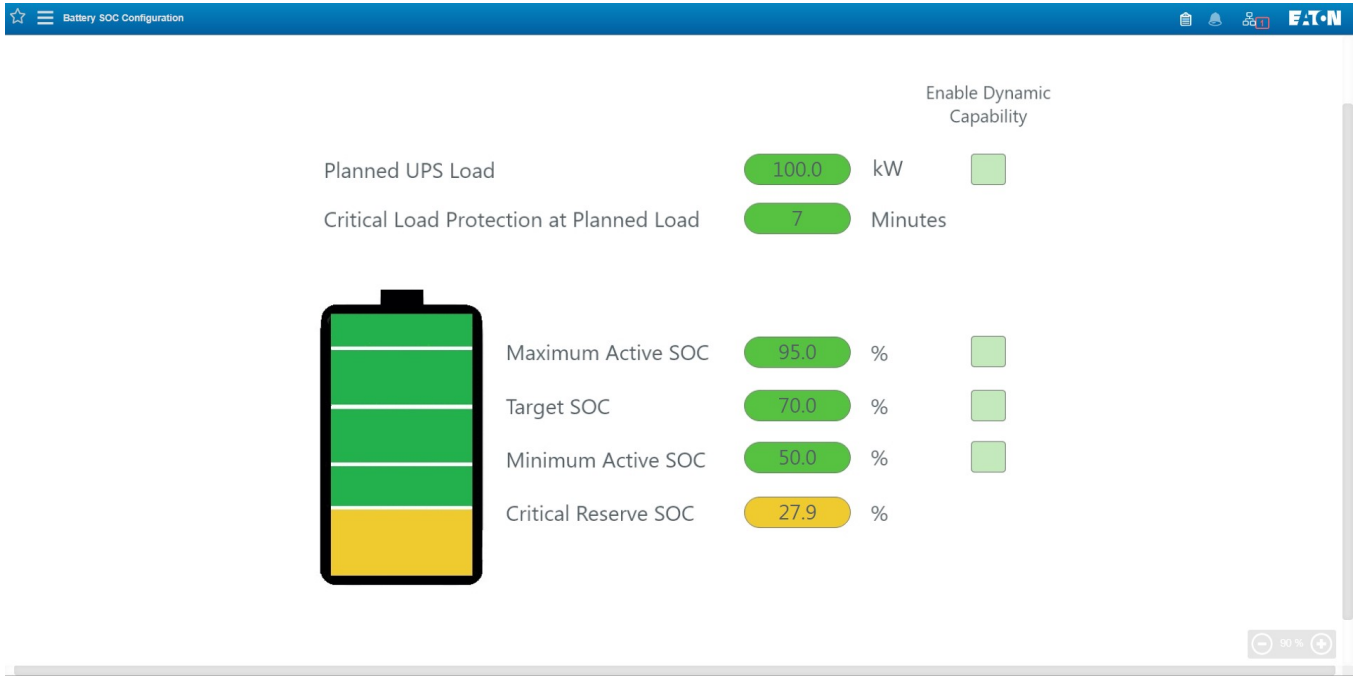 Battery SOC Configuration
1
EATON
Enable Dynamic
Capability
Planned UPS Load 100.0 kW
Critical Load Protection at Planned Load 7 Minutes
Maximum Active SOC 95.0 %
Target SOC 70.0 %
Minimum Active SOC 50.0 %
Critical Reserve SOC 27.9 %
90 %